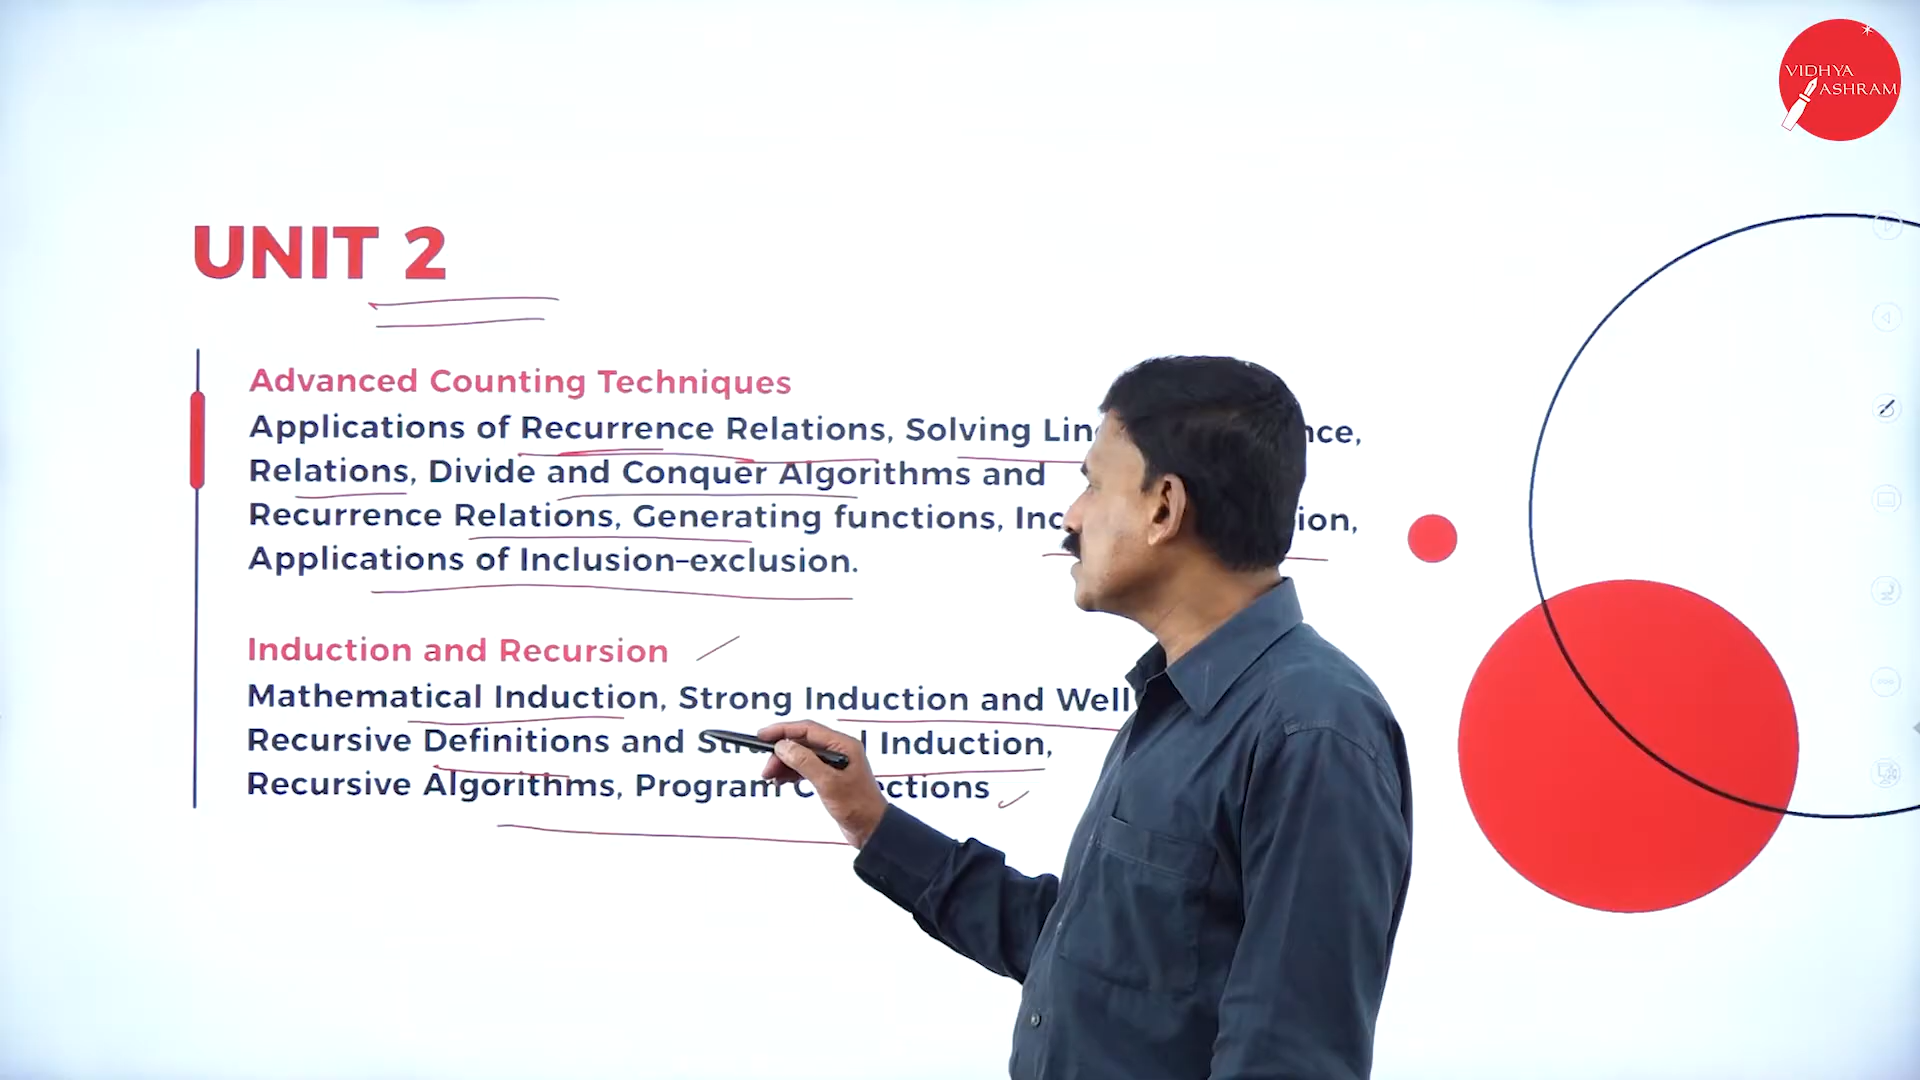 VIDHYA
ASHRAM
UNIT 2
Advanced Counting Techniques
Applications of Recurrence Relations, Solving
Relations, Divide and Conquer Algorithms and
Recurrence Relations, Generating functions,
Applications of Inclusion-exclusion.
Induction and Recursion
Mathematical Induction, Strong Induction and Well
Recursive Definitions and Induction,
Recursive Algorithms, Program